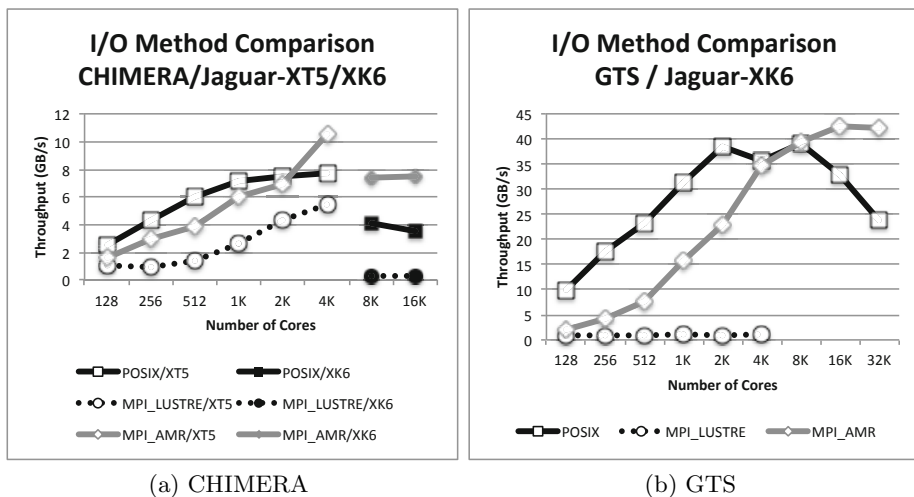 I/O Method Comparison
CHIMERA/Jaguar-XT5/XK6
Throughput (GB/s)
12
10
8
6
4
2
0
128 256 512 1K 2K 4K 8K 16K
Number of Cores
POSIX/XT5 POSIX/XK6
MPI_LUSTRE/XT5 MPI_LUSTRE/XK6
MPI_AMR/XT5 MPI_AMR/XK6
(a) CHIMERA
I/O Method Comparison
GTS / Jaguar-XK6
Throughput (GB/s)
45
40
35
30
25
20
15
10
5
0
128 256 512 1K 2K 4K 8K 16K 32K
Number of Cores
POSIX MPI_LUSTRE MPI_AMR
(b) GTS